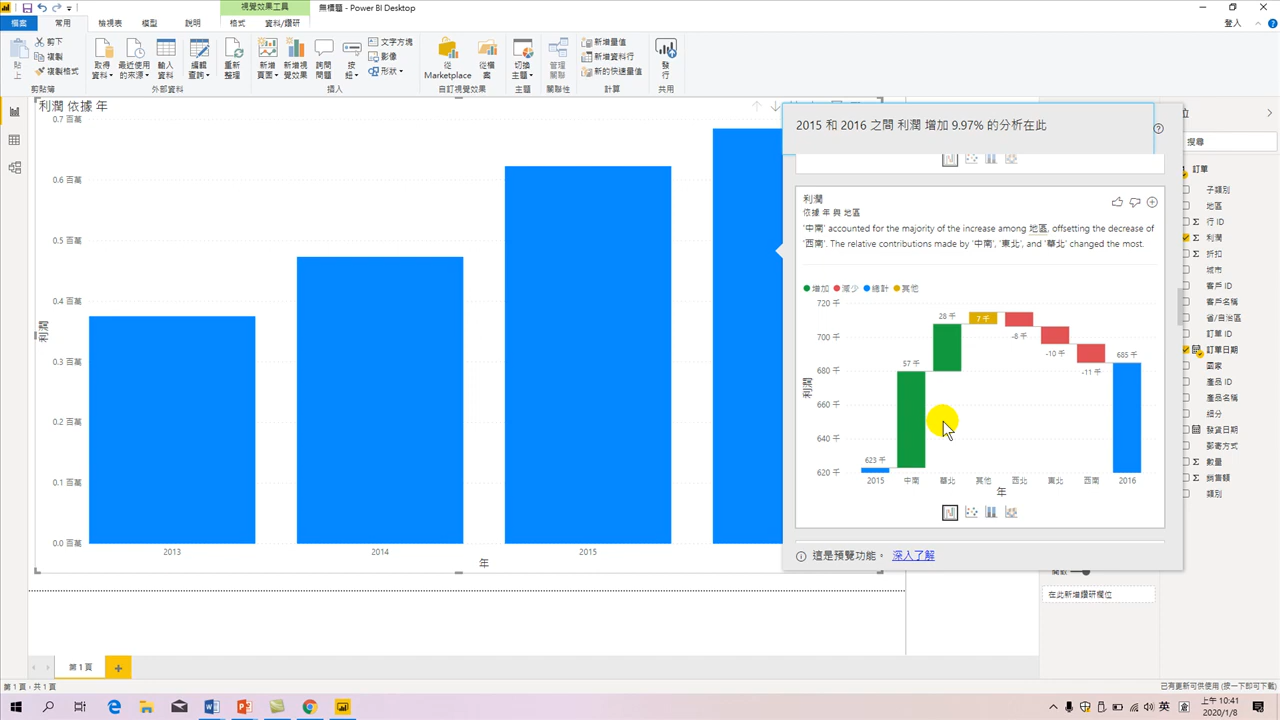 無標題 - Power BI Desktop
視覺效果工具
登入
檔案
常用
檢視表
模型
說明
格式
資料/鑽研
貼上
剪下
複製
複製格式
剪貼簿
取得資料
最近使用的來源
輸入資料
編輯查詢
重新整理
外部資料
新增頁面
新增視覺效果
詢問問題
按鈕
文字方塊
影像
形狀
插入
從 Marketplace
從檔案
自訂視覺效果
切換主題
主題
管理關聯
關聯性
新增量值
新增資料行
新的快速量值
計算
發行
共用
利潤 依據 年
0.7 百萬
0.6 百萬
0.5 百萬
0.4 百萬
0.3 百萬
0.2 百萬
0.1 百萬
0.0 百萬
利潤
2013
2014
2015
年
2015 和 2016 之間 利潤 增加 9.97% 的分析在此
利潤
依據 年 與 地區
'中南' accounted for the majority of the increase among 地區, offsetting the decrease of
'西南'. The relative contributions made by '中南', '東北', and '華北' changed the most.
增加 減少 總計 其他
720 千
700 千
680 千
660 千
640 千
620 千
利潤
623 千
57 千
28 千
7 千
-8 千
-10 千
-11 千
685 千
2015
中南
華北
其他
西北
東北
西南
2016
年
這是預覽功能。 深入了解
位
搜尋
訂單
子類別
地區
行 ID
利潤
折扣
城市
客戶 ID
客戶名稱
省/自治區
訂單 ID
訂單日期
國家
產品 ID
產品名稱
細分
發貨日期
郵寄方式
數量
銷售額
類別
在此新增鑽研欄位
第 1 頁
第 1 頁，共 1 頁
已有更新可供使用 (按一下即可下載)
英
上午 10:41
2020/1/8